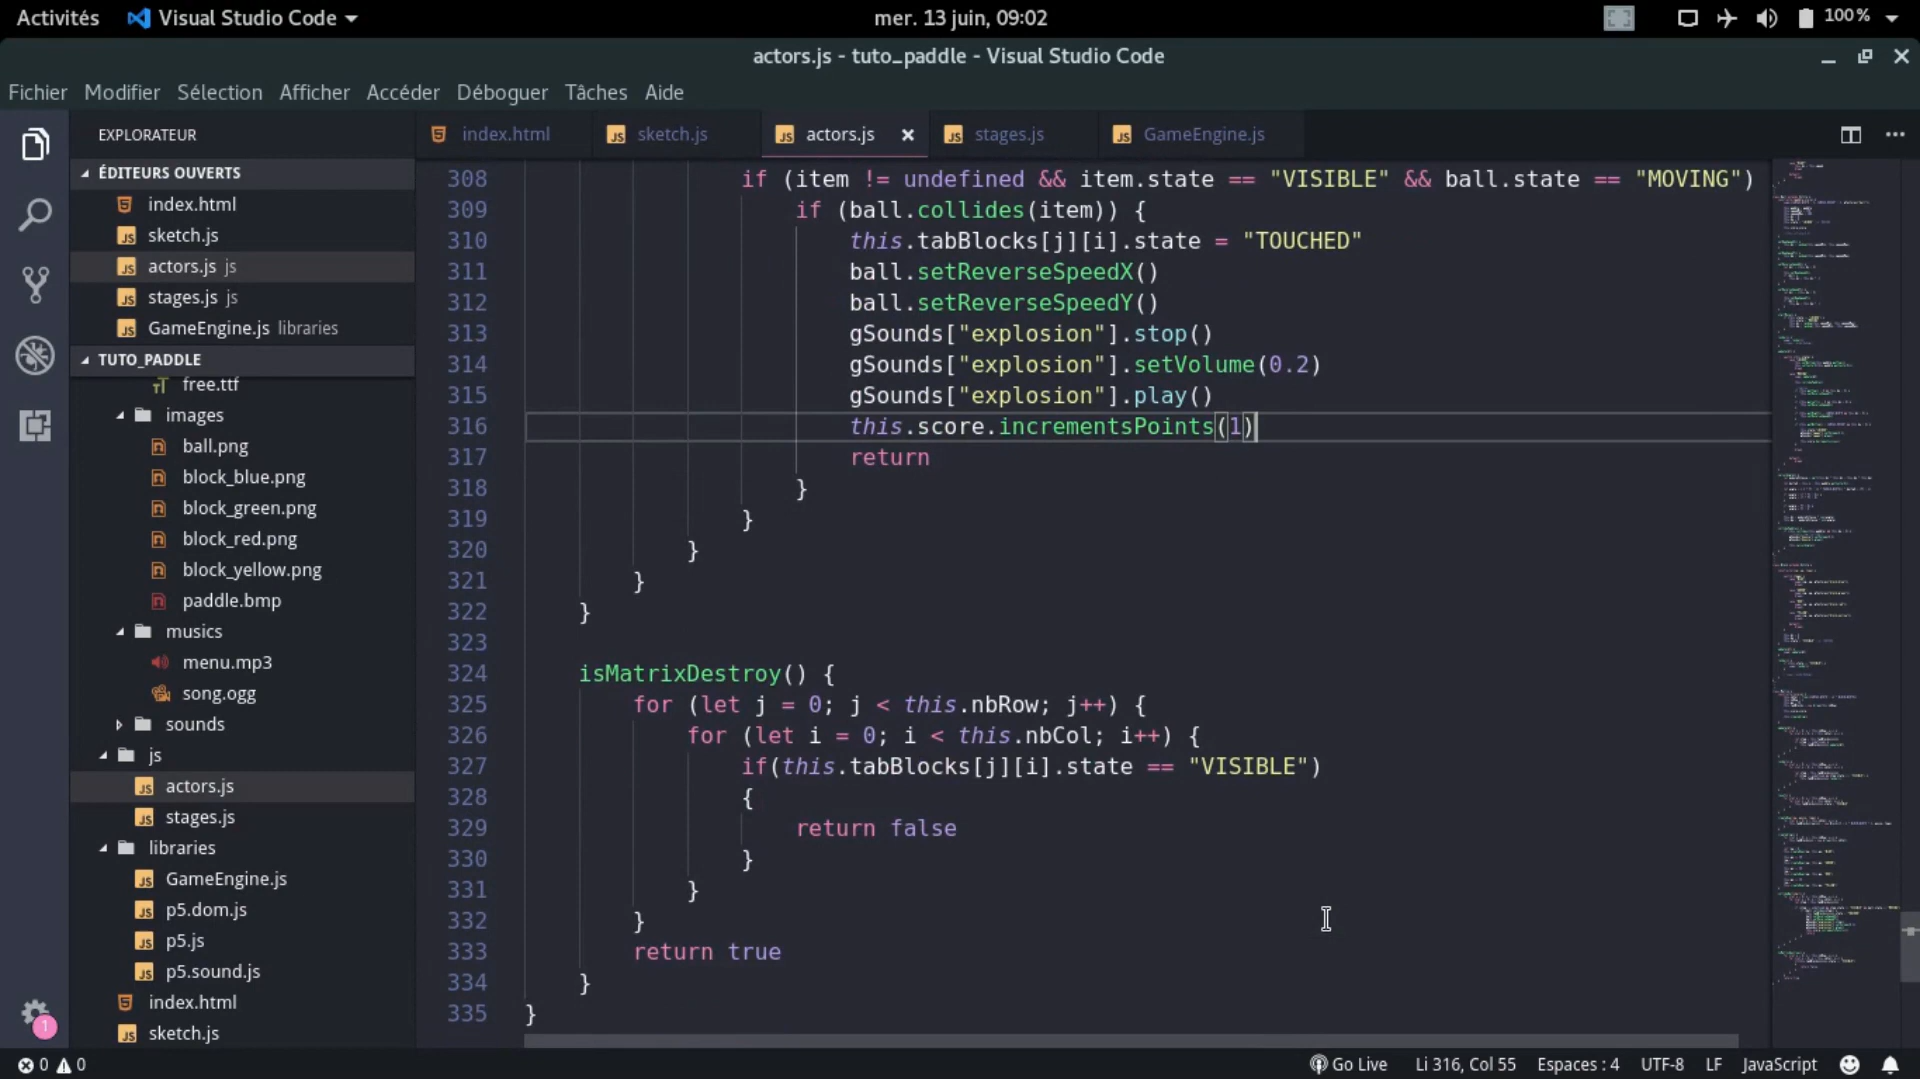 Activités Visual Studio Code mer. 13 juin, 09:02 100%
actors.js - tuto_paddle - Visual Studio Code
Fichier Modifier Sélection Afficher Accéder Déboguer Tâches Aide
EXPLORATEUR
ÉDITEURS OUVERTS
index.html
sketch.js
actors.js js
stages.js js
GameEngine.js libraries
TUTO_PADDLE
free.ttf
images
ball.png
block_blue.png
block_green.png
block_red.png
block_yellow.png
paddle.bmp
musics
menu.mp3
song.ogg
sounds
js
actors.js
stages.js
libraries
GameEngine.js
p5.dom.js
p5.js
p5.sound.js
index.html
sketch.js
1
index.html sketch.js actors.js stages.js GameEngine.js
308 if (item != undefined && item.state == "VISIBLE" && ball.state == "MOVING")
309 if (ball.collides(item)) {
310 this.tabBlocks[j][i].state = "TOUCHED"
311 ball.setReverseSpeedX()
312 ball.setReverseSpeedY()
313 gSounds["explosion"].stop()
314 gSounds["explosion"].setVolume(0.2)
315 gSounds["explosion"].play()
316 this.score.incrementsPoints(1)
317 return
318 }
319 }
320 }
321 }
322 }
323
324 isMatrixDestroy() {
325 for (let j = 0; j < this.nbRow; j++) {
326 for (let i = 0; i < this.nbCol; i++) {
327 if(this.tabBlocks[j][i].state == "VISIBLE")
328 {
329 return false
330 }
331 }
332 }
333 return true
334 }
335 }
0 0 Go Live Li 316, Col 55 Espaces : 4 UTF-8 LF JavaScript